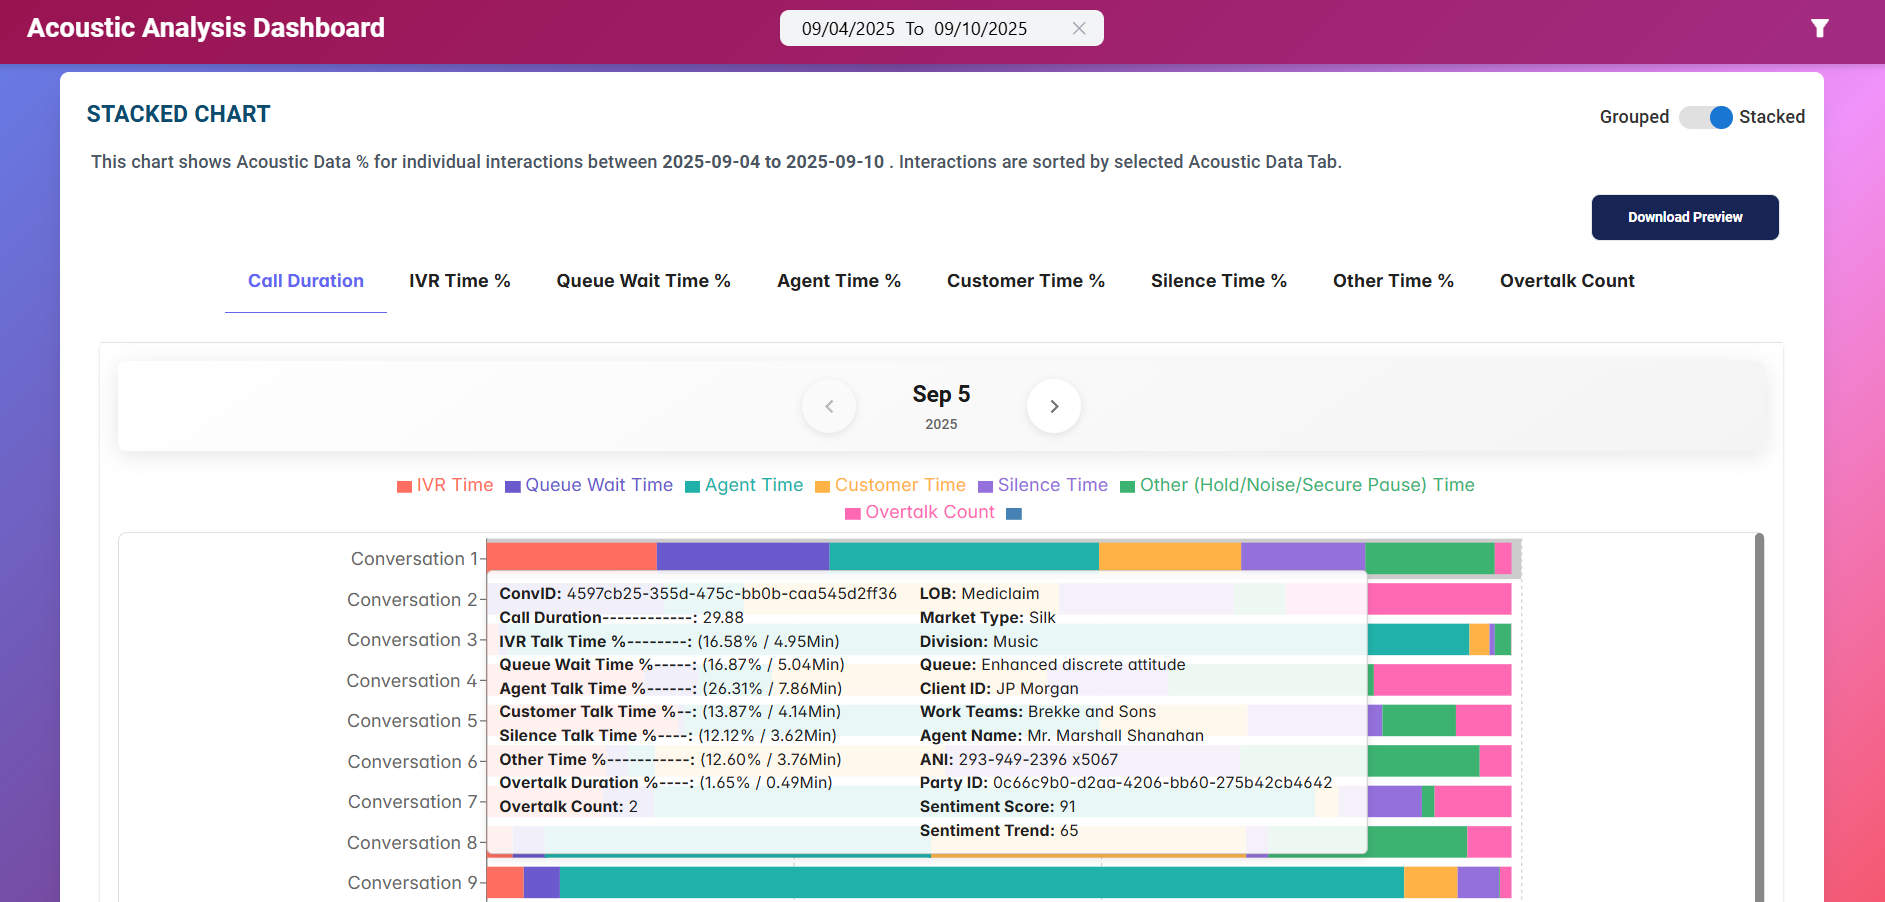 Acoustic Analysis Dashboard
09/04/2025 To 09/10/2025
STACKED CHART
Grouped Stacked
This chart shows Acoustic Data % for individual interactions between 2025-09-04 to 2025-09-10 . Interactions are sorted by selected Acoustic Data Tab.
Download Preview
Call Duration IVR Time % Queue Wait Time % Agent Time % Customer Time % Silence Time % Other Time % Overtalk Count
Sep 5
2025
IVR Time Queue Wait Time Agent Time Customer Time Silence Time Other (Hold/Noise/Secure Pause) Time
Overtalk Count
Conversation 1
Conversation 2
Conversation 3
Conversation 4
Conversation 5
Conversation 6
Conversation 7
Conversation 8
Conversation 9
ConvID: 4597cb25-355d-475c-bb0b-caa545d2ff36
Call Duration------------: 29.88
IVR Talk Time %--------: (16.58% / 4.95Min)
Queue Wait Time %-----: (16.87% / 5.04Min)
Agent Talk Time %------: (26.31% / 7.86Min)
Customer Talk Time %--: (13.87% / 4.14Min)
Silence Talk Time %----: (12.12% / 3.62Min)
Other Time %-----------: (12.60% / 3.76Min)
Overtalk Duration %----: (1.65% / 0.49Min)
Overtalk Count: 2
LOB: Mediclaim
Market Type: Silk
Division: Music
Queue: Enhanced discrete attitude
Client ID: JP Morgan
Work Teams: Brekke and Sons
Agent Name: Mr. Marshall Shanahan
ANI: 293-949-2396 x5067
Party ID: 0c66c9b0-d2aa-4206-bb60-275b42cb4642
Sentiment Score: 91
Sentiment Trend: 65